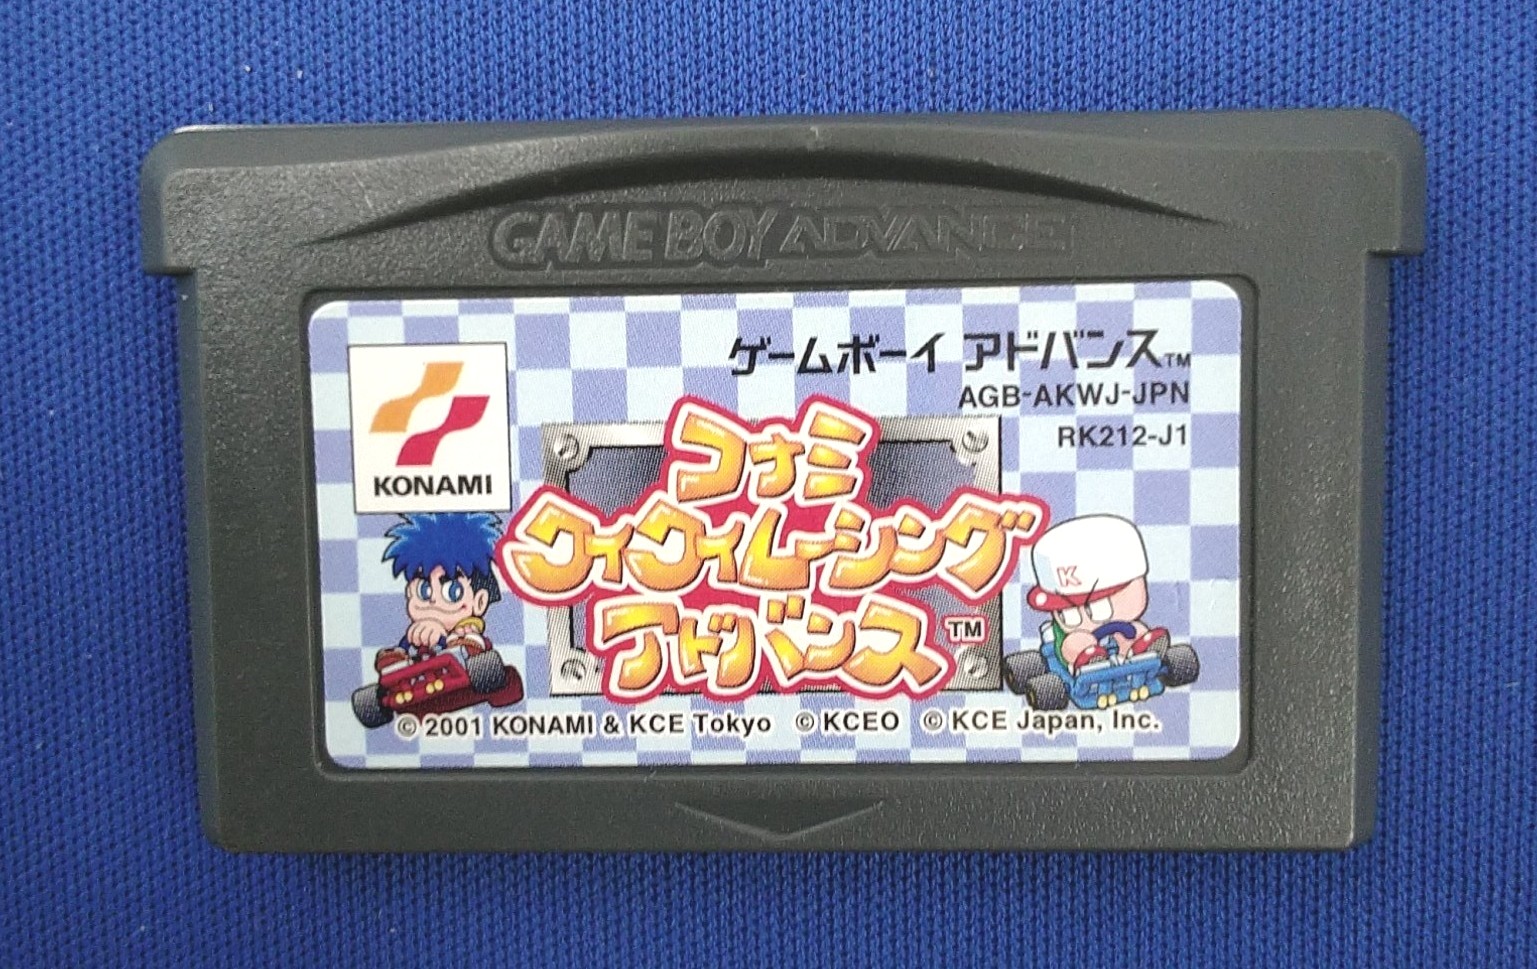 GAME BOY ADVANCE
ゲームボーイ アドバンス™
AGB-AKWJ-JPN
RK212-J1
KONAMI
コナミ
ワイワイレーシング
アドバンス™
K
© 2001 KONAMI & KCE Tokyo © KCEO © KCE Japan, Inc.